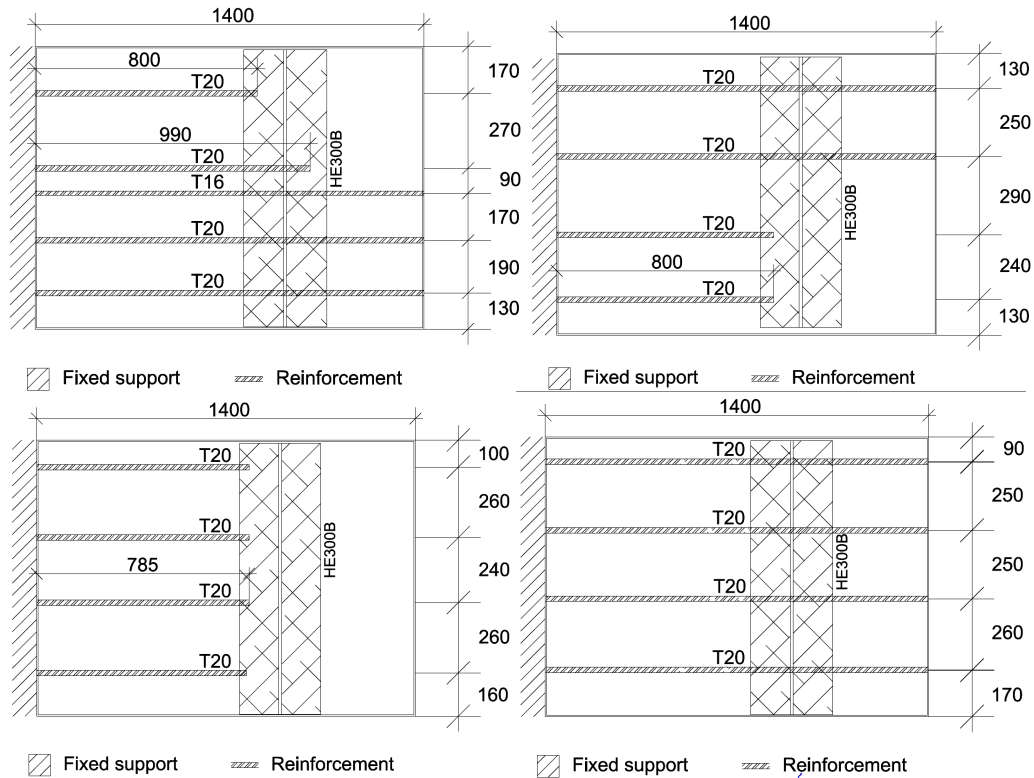 1400
800
T20
990
T20
T16
T20
T20
HE300B
170
270
90
170
190
130
Fixed support
Reinforcement
1400
T20
T20
T20
800
T20
HE300B
130
250
290
240
130
Fixed support
Reinforcement
1400
T20
T20
785
T20
T20
HE300B
100
260
240
260
160
Fixed support
Reinforcement
1400
T20
T20
T20
T20
HE300B
90
250
250
260
170
Fixed support
Reinforcement